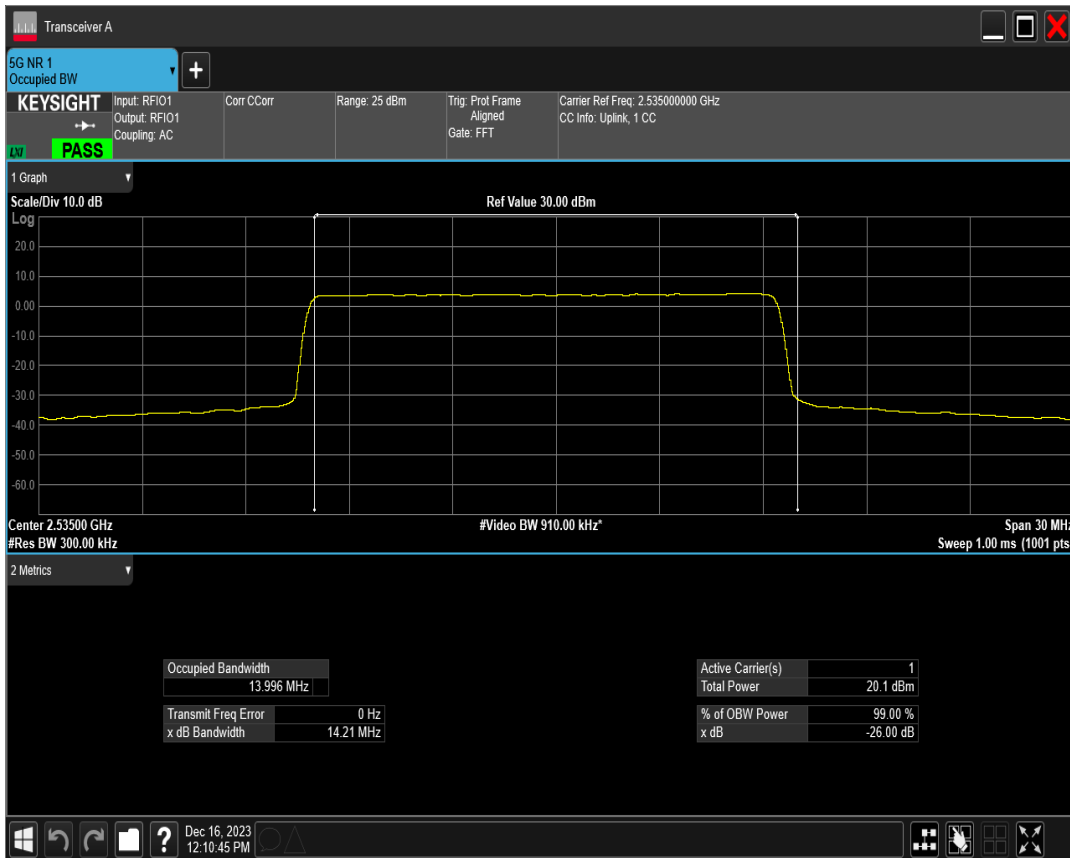 Transceiver A
5G NR 1
Occupied BW
+
KEYSIGHT
LXI
PASS
Input: RFIO1
Output: RFIO1
Coupling: AC
Corr CCorr
Range: 25 dBm
Trig: Prot Frame
Aligned
Gate: FFT
Carrier Ref Freq: 2.535000000 GHz
CC Info: Uplink, 1 CC
1 Graph
Scale/Div 10.0 dB
Ref Value 30.00 dBm
Log
20.0
10.0
0.00
-10.0
-20.0
-30.0
-40.0
-50.0
-60.0
Center 2.53500 GHz
#Video BW 910.00 kHz*
Span 30 MHz
#Res BW 300.00 kHz
Sweep 1.00 ms (1001 pts
2 Metrics
Occupied Bandwidth
13.996 MHz
Transmit Freq Error 0 Hz
x dB Bandwidth 14.21 MHz
Active Carrier(s) 1
Total Power 20.1 dBm
% of OBW Power 99.00 %
x dB -26.00 dB
?
Dec 16, 2023
12:10:45 PM